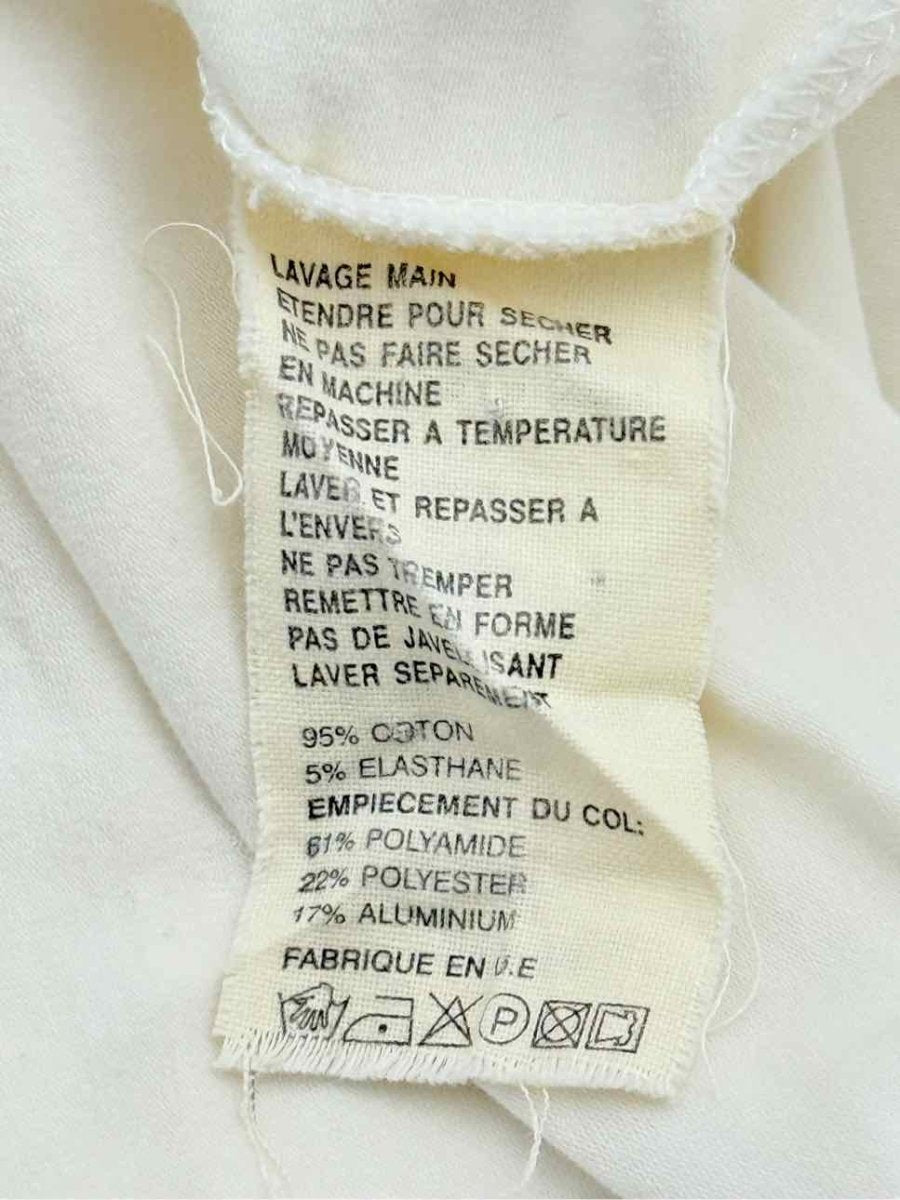 LAVAGE MAIN
ETENDRE POUR SECHER
NE PAS FAIRE SECHER
EN MACHINE
REPASSER A TEMPERATURE
MOYENNE
LAVER ET REPASSER A
L'ENVERS
NE PAS TREMPER
REMETTRE EN FORME
PAS DE JAVELLISANT
LAVER SEPAREMENT
95% COTON
5% ELASTHANE
EMPIECEMENT DU COL:
61% POLYAMIDE
22% POLYESTER
17% ALUMINIUM
FABRIQUE EN U.E
P